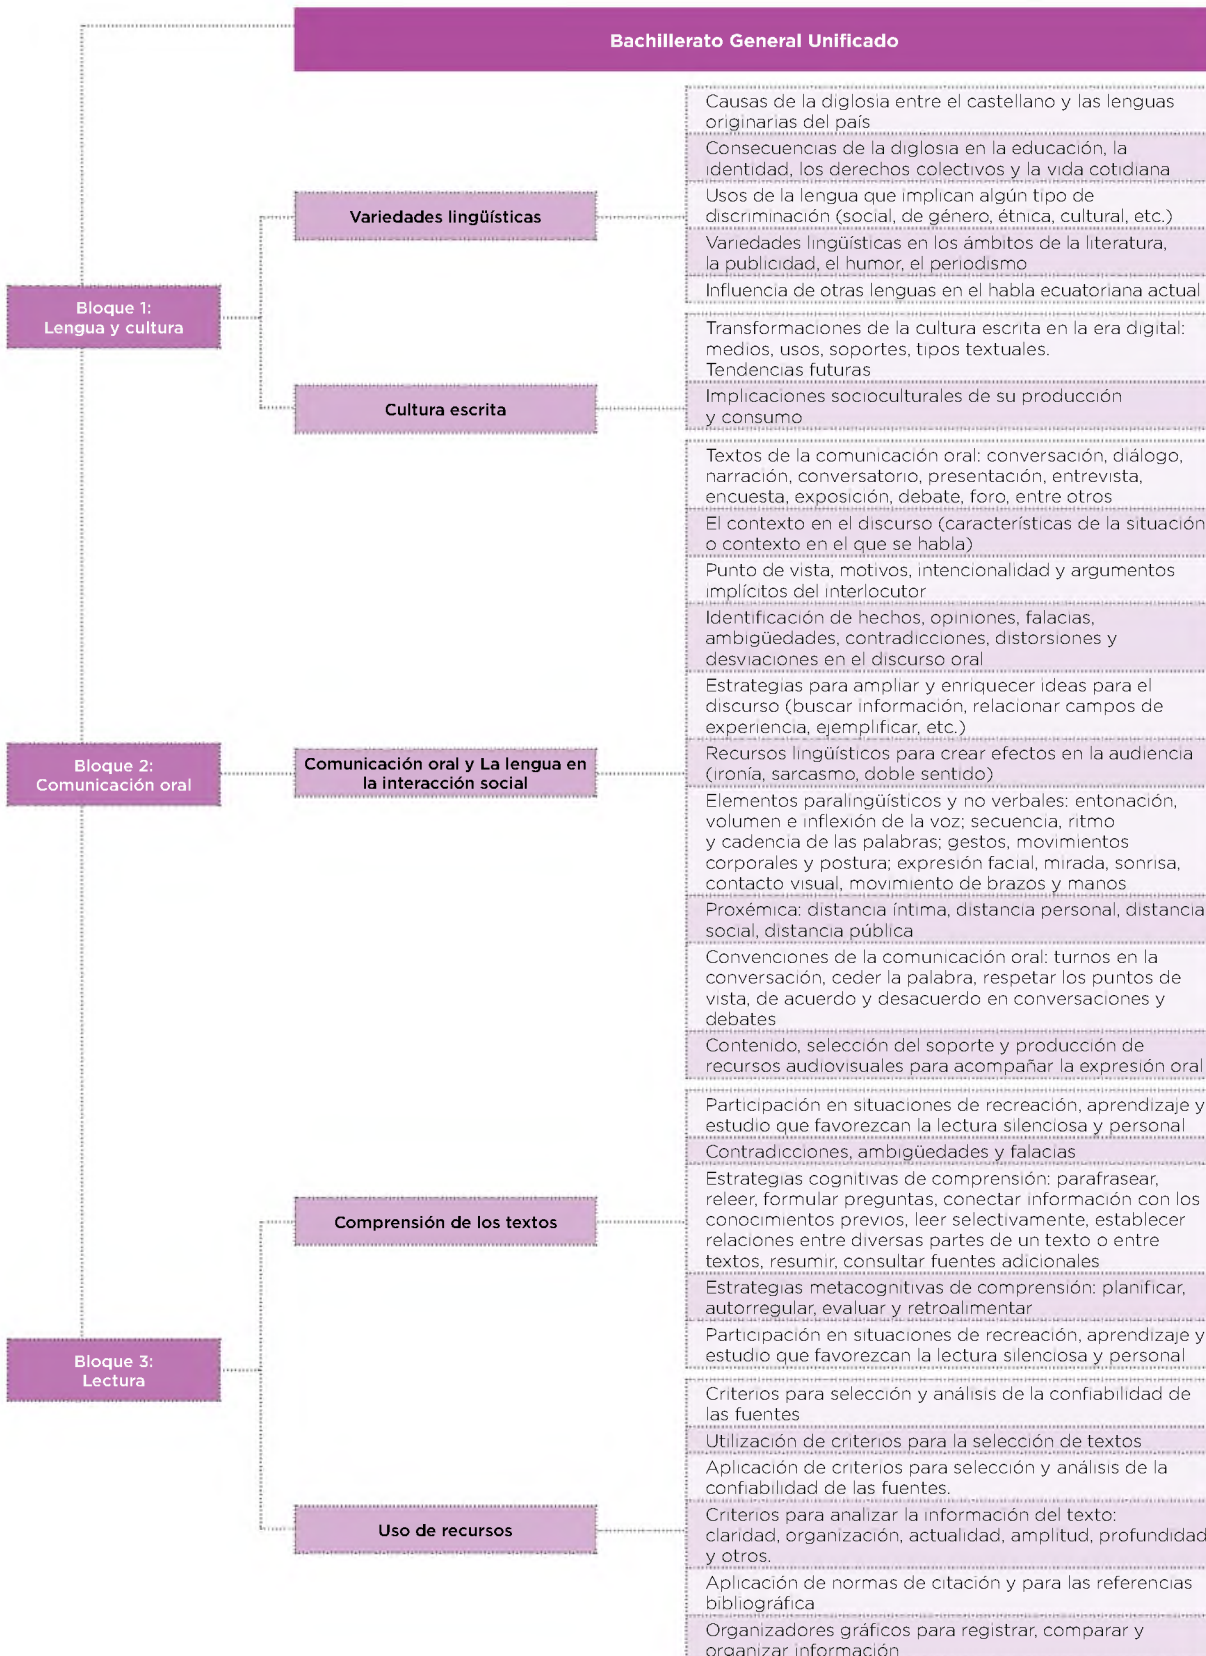 Bachillerato General Unificado
Bloque 1:
Lengua y cultura
Variedades lingüísticas
Causas de la diglosia entre el castellano y las lenguas
originarias del país
Consecuencias de la diglosia en la educación, la
identidad, los derechos colectivos y la vida cotidiana
Usos de la lengua que implican algún tipo de
discriminación (social, de género, étnica, cultural, etc.)
Variedades lingüísticas en los ámbitos de la literatura,
la publicidad, el humor, el periodismo
Influencia de otras lenguas en el habla ecuatoriana actual
Cultura escrita
Transformaciones de la cultura escrita en la era digital:
medios, usos, soportes, tipos textuales.
Tendencias futuras
Implicaciones socioculturales de su producción
y consumo
Bloque 2:
Comunicación oral
Comunicación oral y La lengua en
la interacción social
Textos de la comunicación oral: conversación, diálogo,
narración, conversatorio, presentación, entrevista,
encuesta, exposición, debate, foro, entre otros
El contexto en el discurso (características de la situación
o contexto en el que se habla)
Punto de vista, motivos, intencionalidad y argumentos
implícitos del interlocutor
Identificación de hechos, opiniones, falacias,
ambigüedades, contradicciones, distorsiones y
desviaciones en el discurso oral
Estrategias para ampliar y enriquecer ideas para el
discurso (buscar información, relacionar campos de
experiencia, ejemplificar, etc.)
Recursos lingüísticos para crear efectos en la audiencia
(ironía, sarcasmo, doble sentido)
Elementos paralingüísticos y no verbales: entonación,
volumen e inflexión de la voz; secuencia, ritmo
y cadencia de las palabras; gestos, movimientos
corporales y postura; expresión facial, mirada, sonrisa,
contacto visual, movimiento de brazos y manos
Proxémica: distancia íntima, distancia personal, distancia
social, distancia pública
Convenciones de la comunicación oral: turnos en la
conversación, ceder la palabra, respetar los puntos de
vista, de acuerdo y desacuerdo en conversaciones y
debates
Contenido, selección del soporte y producción de
recursos audiovisuales para acompañar la expresión oral
Bloque 3:
Lectura
Comprensión de los textos
Participación en situaciones de recreación, aprendizaje y
estudio que favorezcan la lectura silenciosa y personal
Contradicciones, ambigüedades y falacias
Estrategias cognitivas de comprensión: parafrasear,
releer, formular preguntas, conectar información con los
conocimientos previos, leer selectivamente, establecer
relaciones entre diversas partes de un texto o entre
textos, resumir, consultar fuentes adicionales
Estrategias metacognitivas de comprensión: planificar,
autorregular, evaluar y retroalimentar
Participación en situaciones de recreación, aprendizaje y
estudio que favorezcan la lectura silenciosa y personal
Uso de recursos
Criterios para selección y análisis de la confiabilidad de
las fuentes
Utilización de criterios para la selección de textos
Aplicación de criterios para selección y análisis de la
confiabilidad de las fuentes.
Criterios para analizar la información del texto:
claridad, organización, actualidad, amplitud, profundidad
y otros.
Aplicación de normas de citación y para las referencias
bibliográfica
Organizadores gráficos para registrar, comparar y
organizar información